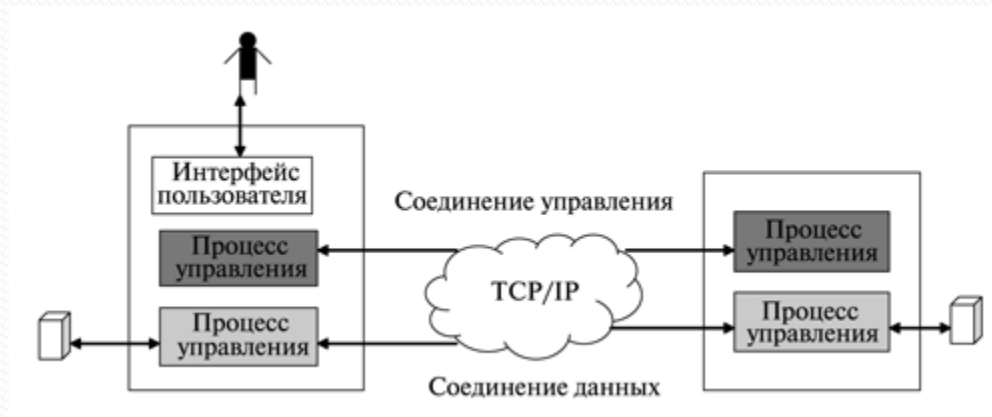 Интерфейс
пользователя
Соединение управления
Процесс
управления
Процесс
управления
TCP/IP
Процесс
управления
Процесс
управления
Соединение данных